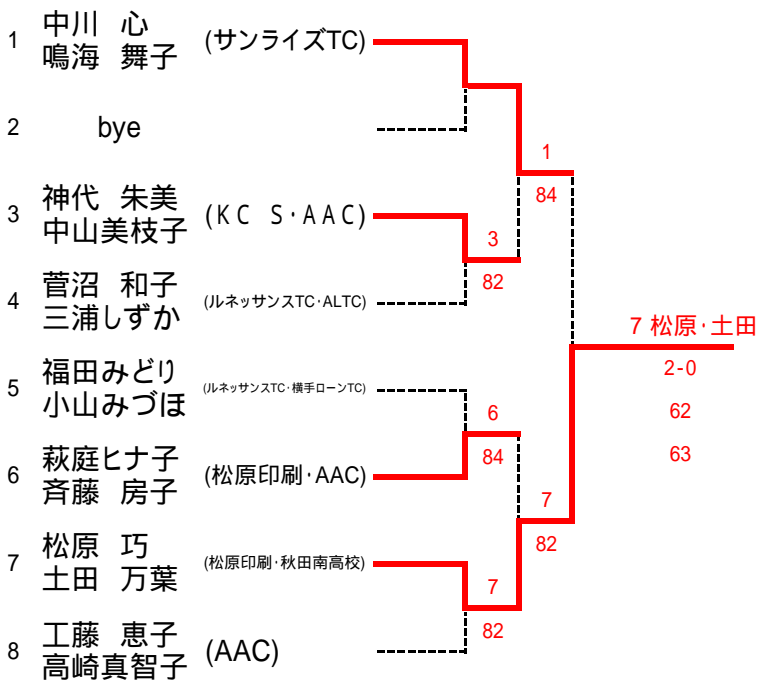 1 中川 心 (サンライズTC)
鳴海 舞子
2 bye
1
84
3 神代 朱美 (KC S・AAC)
中山美枝子
3
82
4 菅沼 和子 (ルネッサンスTC・ALTC)
三浦しずか
7 松原・土田
2-0
62
63
5 福田みどり (ルネッサンスTC・横手ローンTC)
小山みづほ
6
84
6 萩庭ヒナ子 (松原印刷・AAC)
斉藤 房子
7
82
7 松原 巧 (松原印刷・秋田南高校)
土田 万葉
7
82
8 工藤 恵子 (AAC)
高崎真智子